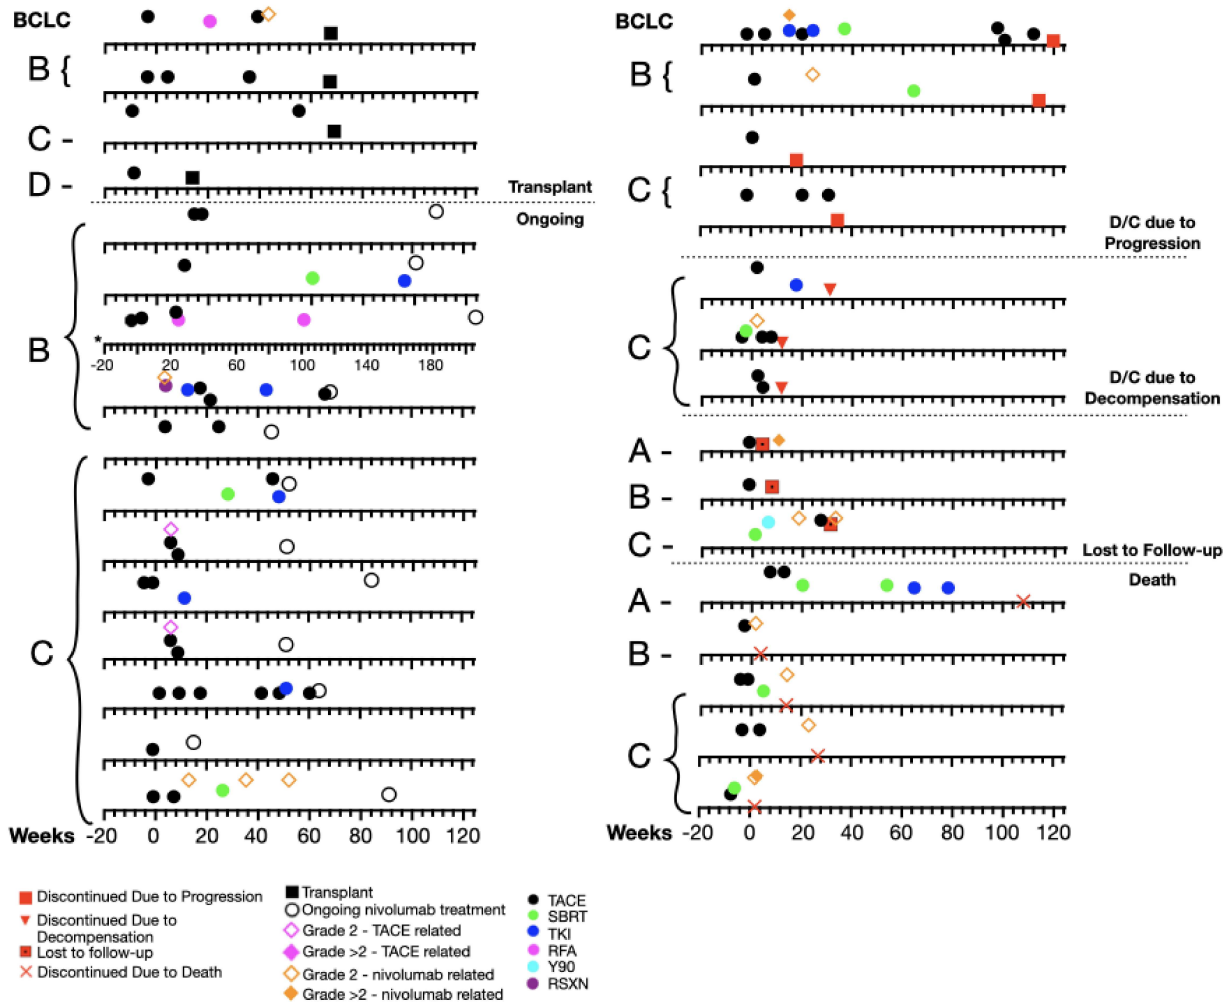 BCLC
B {
C -
D -
Transplant
Ongoing
B
*
-20 20 60 100 140 180
C
Weeks -20 0 20 40 60 80 100 120
BCLC
B {
C {
D/C due to
Progression
C
D/C due to
Decompensation
A -
B -
C -
Lost to Follow-up
Death
A -
B -
C
Weeks -20 0 20 40 60 80 100 120
Discontinued Due to Progression
Discontinued Due to
Decompensation
Lost to follow-up
Discontinued Due to Death
Transplant
Ongoing nivolumab treatment
Grade 2 - TACE related
Grade >2 - TACE related
Grade 2 - nivolumab related
Grade >2 - nivolumab related
TACE
SBRT
TKI
RFA
Y90
RSXN